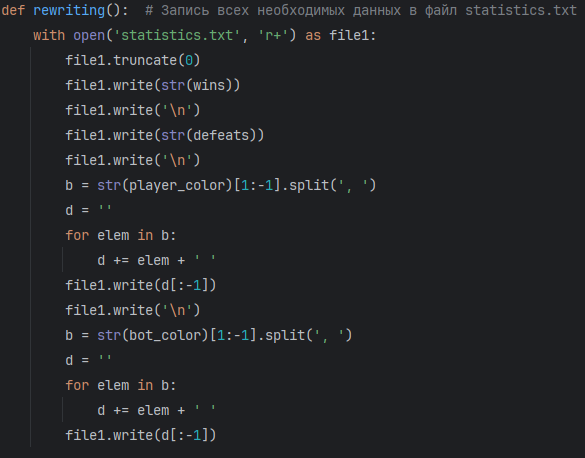 def rewriting():  # Запись всех необходимых данных в файл statistics.txt
    with open('statistics.txt', 'r+') as file1:
        file1.truncate(0)
        file1.write(str(wins))
        file1.write('\n')
        file1.write(str(defeats))
        file1.write('\n')
        b = str(player_color)[1:-1].split(', ')
        d = ''
        for elem in b:
            d += elem + ' '
        file1.write(d[:-1])
        file1.write('\n')
        b = str(bot_color)[1:-1].split(', ')
        d = ''
        for elem in b:
            d += elem + ' '
        file1.write(d[:-1])